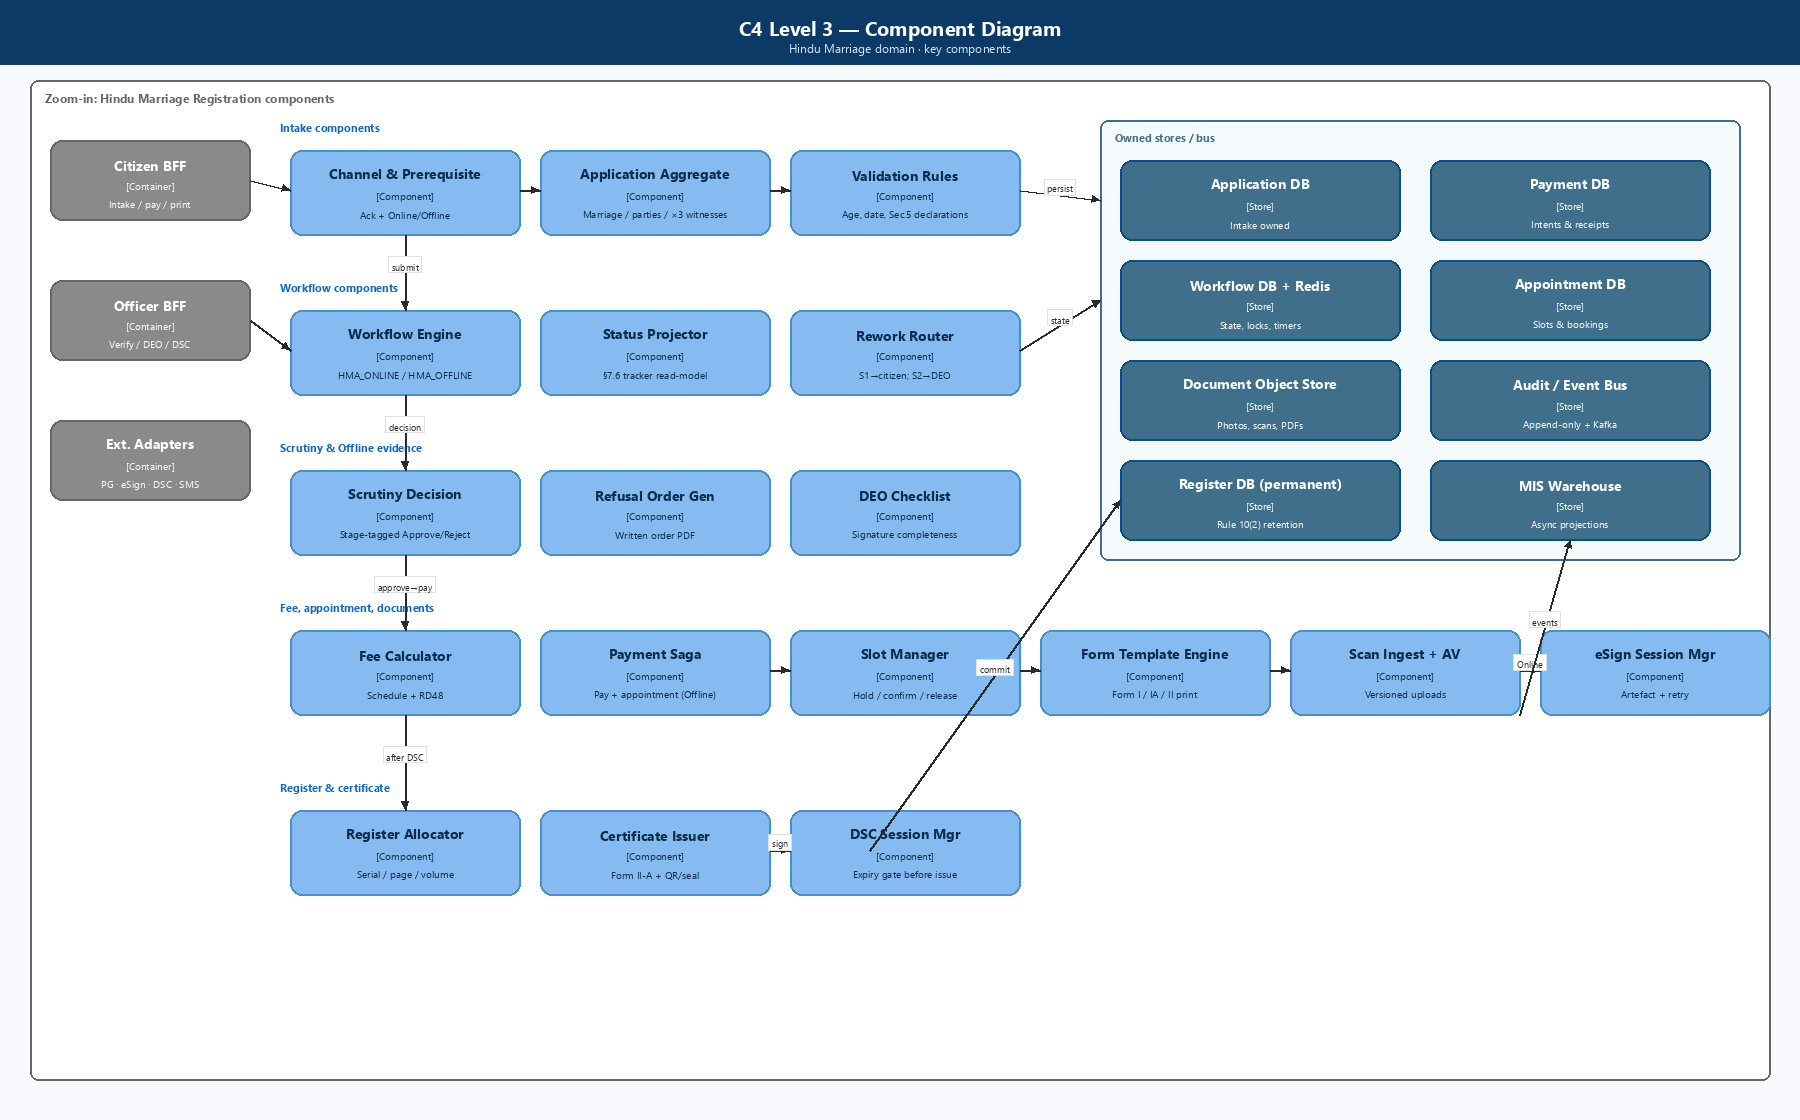 C4 Level 3 — Component Diagram
Hindu Marriage domain · key components
Zoom-in: Hindu Marriage Registration components
Citizen BFF
[Container]
Intake / pay / print
Officer BFF
[Container]
Verify / DEO / DSC
Ext. Adapters
[Container]
PG · eSign · DSC · SMS
Intake components
Channel & Prerequisite
[Component]
Ack + Online/Offline
Application Aggregate
[Component]
Marriage / parties / ×3 witnesses
Validation Rules
[Component]
Age, date, Sec5 declarations
persist
submit
Workflow components
Workflow Engine
[Component]
HMA_ONLINE / HMA_OFFLINE
Status Projector
[Component]
§7.6 tracker read-model
Rework Router
[Component]
S1→citizen; S2→DEO
state
decision
Scrutiny & Offline evidence
Scrutiny Decision
[Component]
Stage-tagged Approve/Reject
Refusal Order Gen
[Component]
Written order PDF
DEO Checklist
[Component]
Signature completeness
approve→pay
Fee, appointment, documents
Fee Calculator
[Component]
Schedule + RD48
Payment Saga
[Component]
Pay + appointment (Offline)
Slot Manager
[Component]
Hold / confirm / release
commit
Form Template Engine
[Component]
Form I / IA / II print
Scan Ingest + AV
[Component]
Versioned uploads
Online
events
eSign Session Mgr
[Component]
Artefact + retry
after DSC
Register & certificate
Register Allocator
[Component]
Serial / page / volume
Certificate Issuer
[Component]
Form II-A + QR/seal
sign
DSC Session Mgr
[Component]
Expiry gate before issue
Owned stores / bus
Application DB
[Store]
Intake owned
Payment DB
[Store]
Intents & receipts
Workflow DB + Redis
[Store]
State, locks, timers
Appointment DB
[Store]
Slots & bookings
Document Object Store
[Store]
Photos, scans, PDFs
Audit / Event Bus
[Store]
Append-only + Kafka
Register DB (permanent)
[Store]
Rule 10(2) retention
MIS Warehouse
[Store]
Async projections